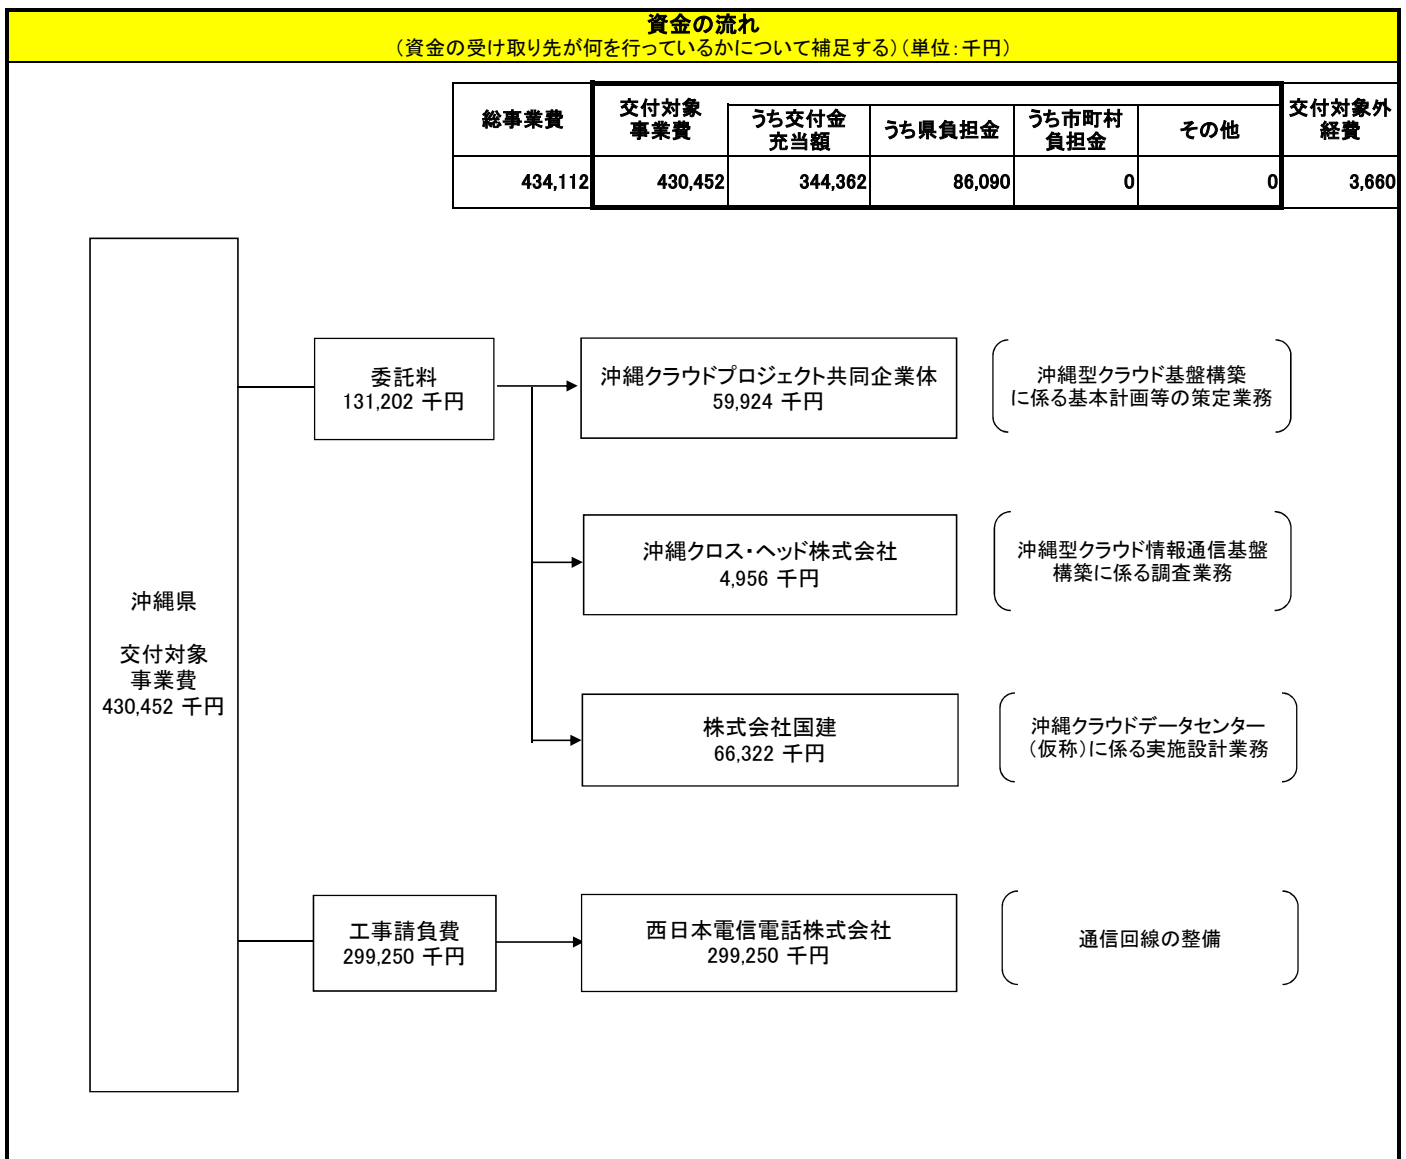 資金の流れ
（資金の受け取り先が何を行っているかについて補足する）（単位：千円）
総事業費
交付対象
事業費
うち交付金
充当額
うち県負担金
うち市町村
負担金
その他
交付対象外
経費
434,112
430,452
344,362
86,090
0
0
3,660
沖縄県
交付対象
事業費
430,452 千円
委託料
131,202 千円
沖縄クラウドプロジェクト共同企業体
59,924 千円
沖縄型クラウド基盤構築
に係る基本計画等の策定業務
沖縄クロス・ヘッド株式会社
4,956 千円
沖縄型クラウド情報通信基盤
構築に係る調査業務
株式会社国建
66,322 千円
沖縄クラウドデータセンター
（仮称）に係る実施設計業務
工事請負費
299,250 千円
西日本電信電話株式会社
299,250 千円
通信回線の整備